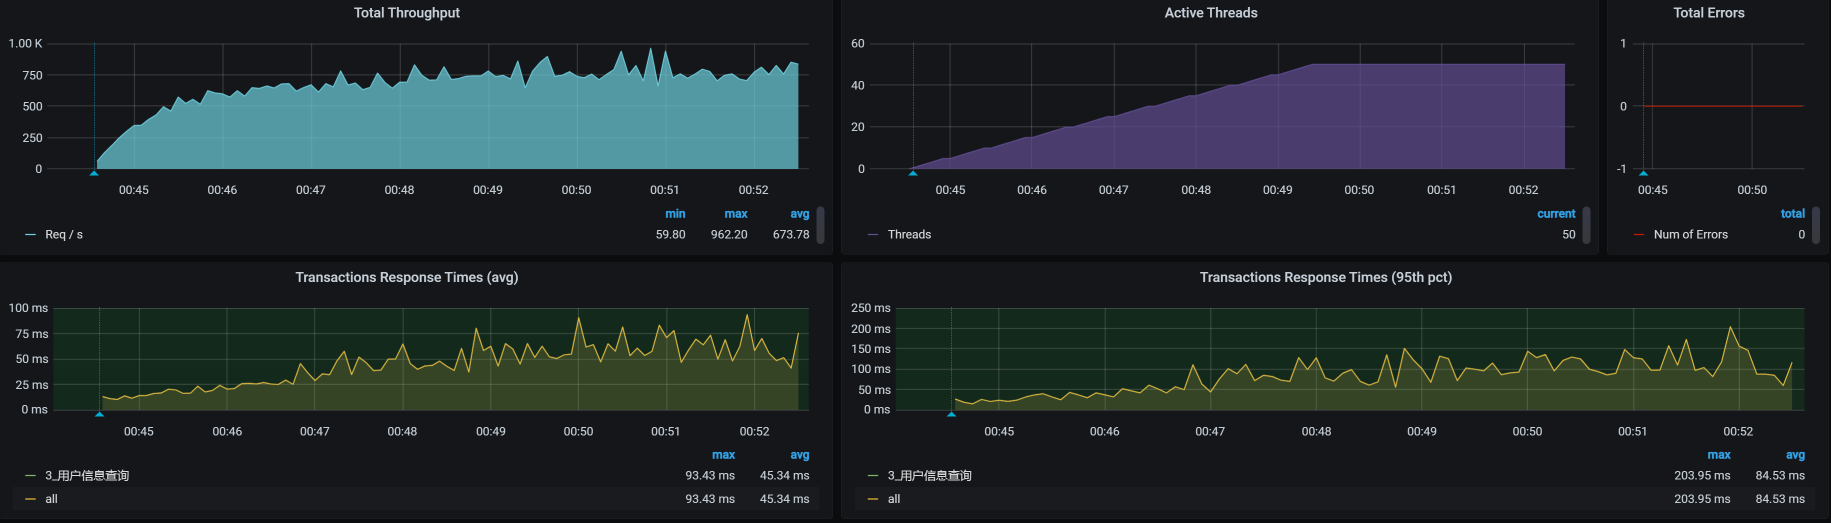 Total Throughput
1.00 K
750
500
250
0
00:45 00:46 00:47 00:48 00:49 00:50 00:51 00:52
min max avg
Req / s 59.80 962.20 673.78
Active Threads
60
40
20
0
00:45 00:46 00:47 00:48 00:49 00:50 00:51 00:52
current
Threads 50
Total Errors
1
0
-1
00:45 00:50
total
Num of Errors 0
Transactions Response Times (avg)
100 ms
75 ms
50 ms
25 ms
0 ms
00:45 00:46 00:47 00:48 00:49 00:50 00:51 00:52
max avg
3_用户信息查询 93.43 ms 45.34 ms
all 93.43 ms 45.34 ms
Transactions Response Times (95th pct)
250 ms
200 ms
150 ms
100 ms
50 ms
0 ms
00:45 00:46 00:47 00:48 00:49 00:50 00:51 00:52
max avg
3_用户信息查询 203.95 ms 84.53 ms
all 203.95 ms 84.53 ms